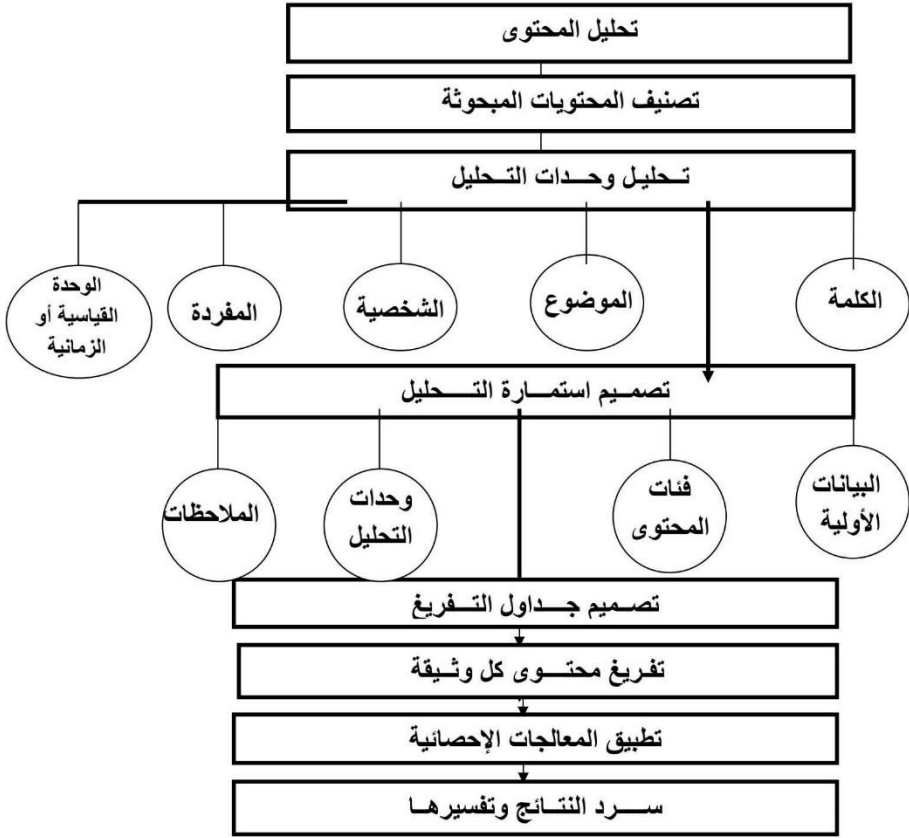 تحليل المحتوى
تصنيف المحتويات المبحوثة
تحليل وحدات التحليل
الكلمة
الموضوع
الشخصية
المفردة
الوحدة
القياسية أو
الزمانية
تصميم استمارة التحليل
البيانات
الأولية
فئات
المحتوى
وحدات
التحليل
الملاحظات
تصميم جداول التفريغ
تفريغ محتوى كل وثيقة
تطبيق المعالجات الإحصائية
سرد النتائج وتفسيرها